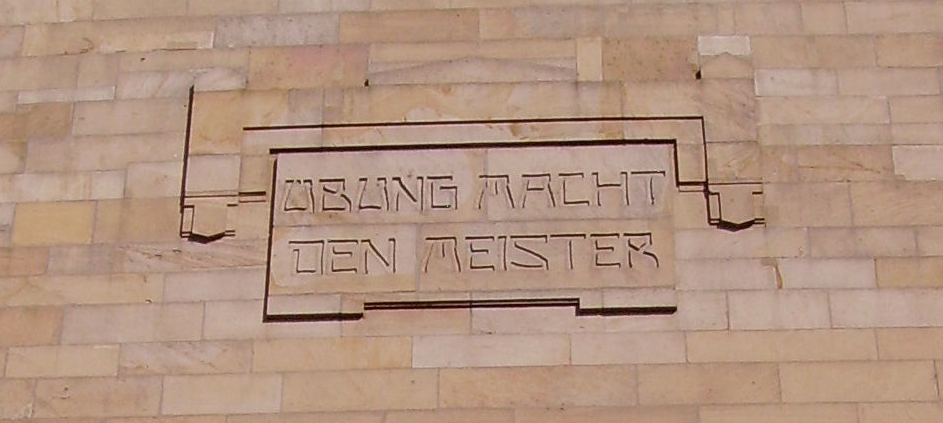 ÜBUNG MACHT
DEN MEISTER